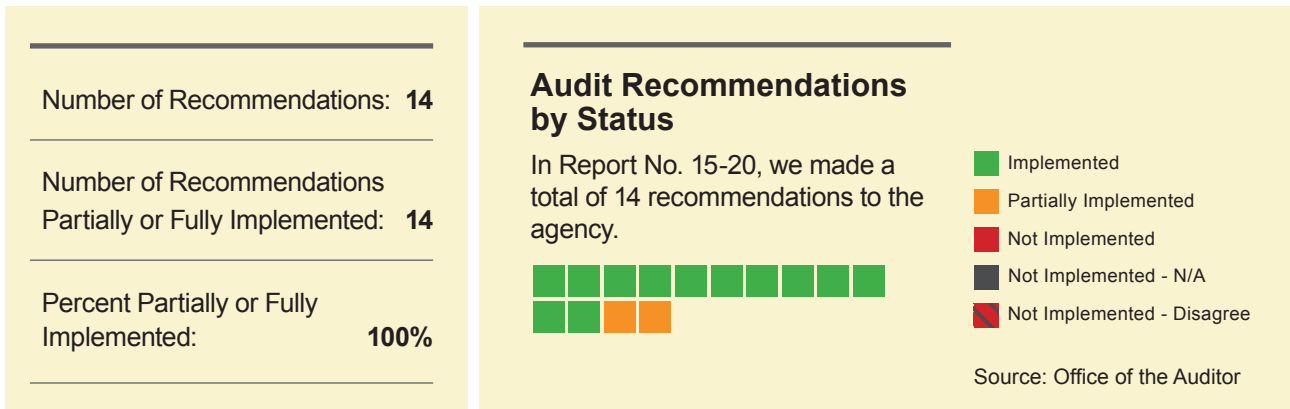 Number of Recommendations: 14
Number of Recommendations
Partially or Fully Implemented: 14
Percent Partially or Fully
Implemented: 100%
Audit Recommendations
by Status
In Report No. 15-20, we made a
total of 14 recommendations to the
agency.
Implemented
Partially Implemented
Not Implemented
Not Implemented - N/A
Not Implemented - Disagree
Source: Office of the Auditor